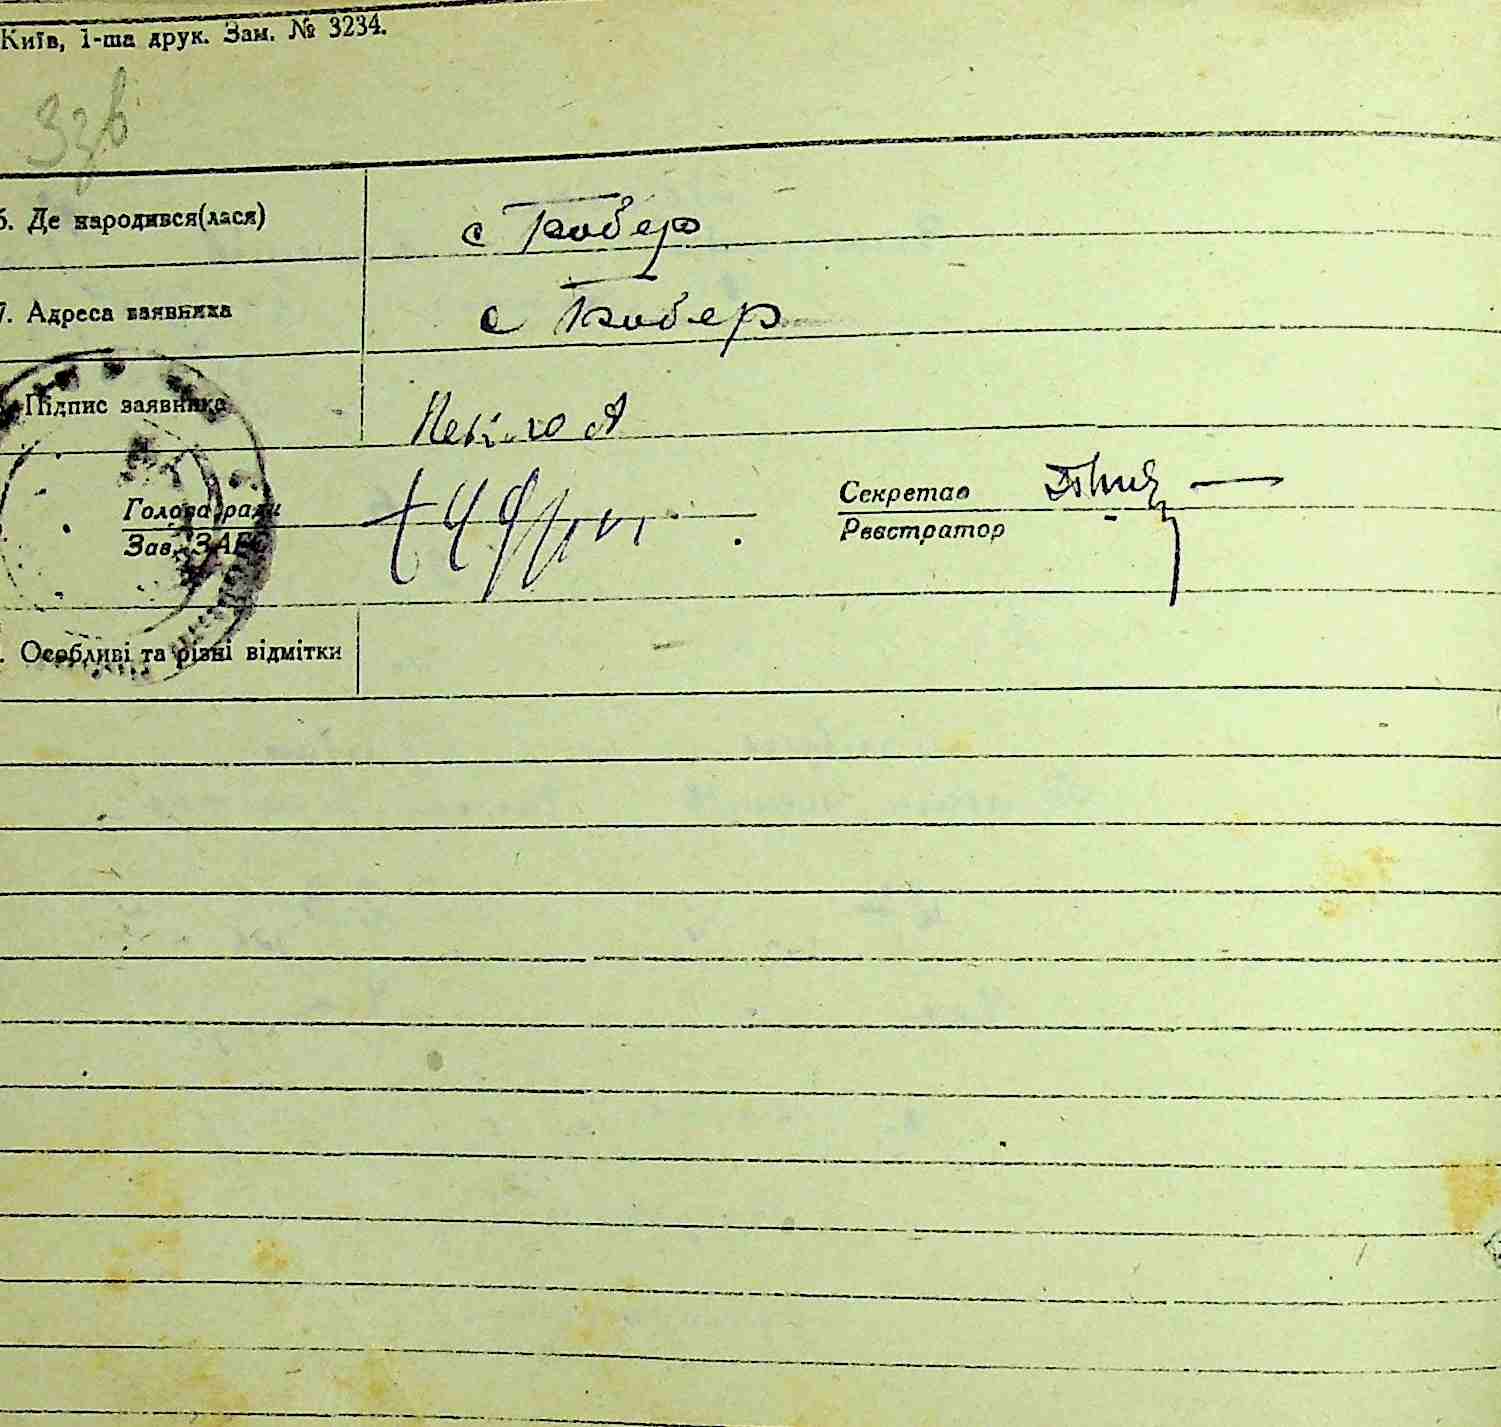 Київ, 1-ша друк. Зам. № 3234.
6. Де народився(лася)
с Бобер
7. Адреса заявника
с Бобер
Підпис заявника
Пекло А
Голова ради
Зав. ЗАГС
Секретар
Реєстратор
Особливі та різні відмітки